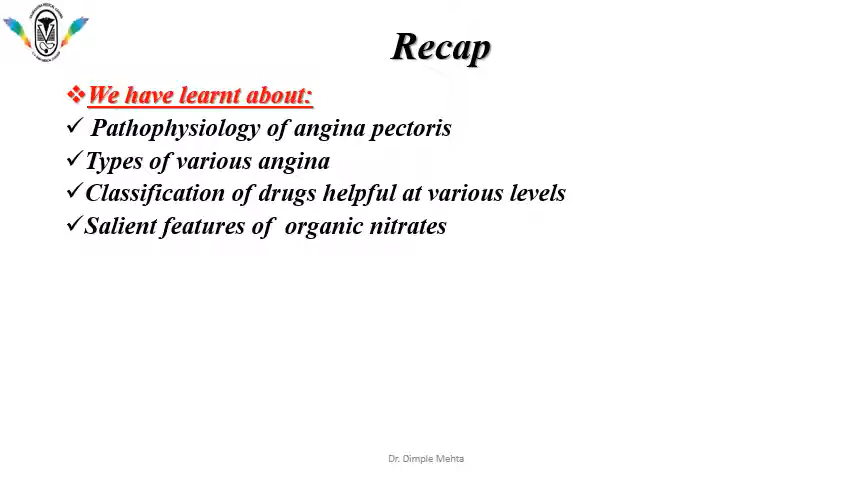 Recap
❖We have learnt about:
✓ Pathophysiology of angina pectoris
✓Types of various angina
✓Classification of drugs helpful at various levels
✓Salient features of organic nitrates
Dr. Dimple Mehta